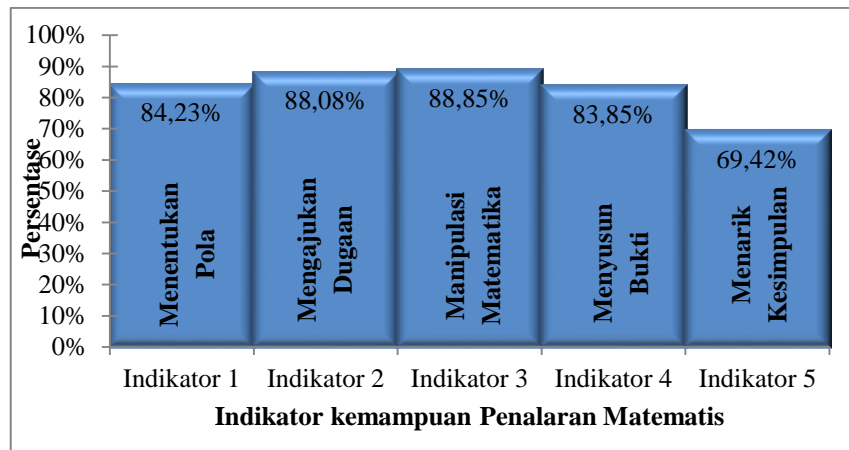 100%
90%
80%
70%
60%
50%
40%
30%
20%
10%
0%
Persentase
84,23%
88,08%
88,85%
83,85%
69,42%
Menentukan
Pola
Mengajukan
Dugaan
Manipulasi
Matematika
Menyusun
Bukti
Menarik
Kesimpulan
Indikator 1
Indikator 2
Indikator 3
Indikator 4
Indikator 5
Indikator kemampuan Penalaran Matematis